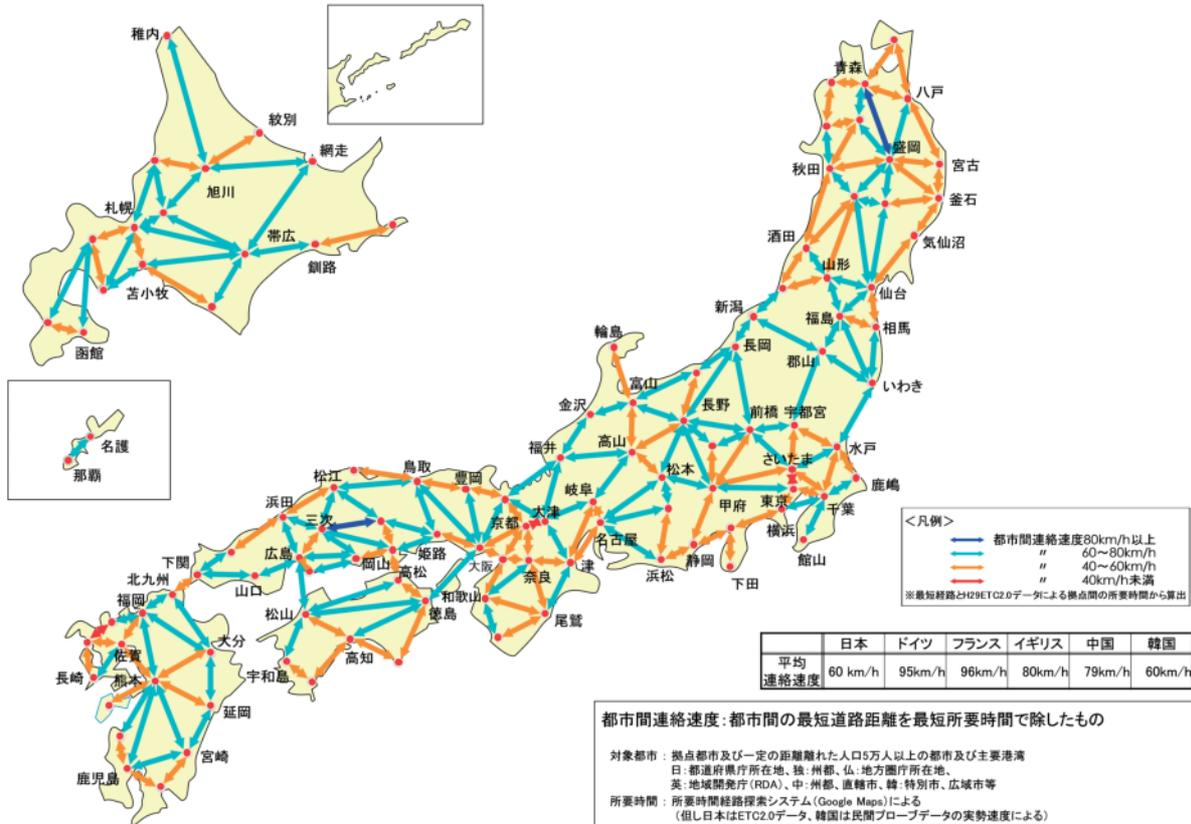 稚内
紋別
網走
旭川
札幌
帯広
釧路
苫小牧
函館
名護
那覇
青森
八戸
盛岡
秋田
宮古
釜石
酒田
気仙沼
山形
仙台
新潟
福島
相馬
長岡
郡山
輪島
いわき
富山
金沢
長野
前橋
宇都宮
水戸
福井
高山
さいたま
松本
鹿嶋
鳥取
豊岡
松江
岐阜
甲府
東京
千葉
浜田
三次
京都
大津
横浜
名古屋
館山
広島
岡山
姫路
大阪
静岡
浜松
下田
下関
高松
奈良
津
北九州
山口
和歌山
徳島
尾鷲
福岡
松山
大分
高知
佐賀
宇和島
長崎
熊本
延岡
宮崎
鹿児島
<凡例>
都市間連絡速度80km/h以上
〃 60~80km/h
〃 40~60km/h
〃 40km/h未満
※最短経路とH29ETC2.0データによる拠点間の所要時間から算出
日本 ドイツ フランス イギリス 中国 韓国
平均
連絡速度 60 km/h 95km/h 96km/h 80km/h 79km/h 60km/h
都市間連絡速度:都市間の最短道路距離を最短所要時間で除したもの
対象都市 : 拠点都市及び一定の距離離れた人口5万人以上の都市及び主要港湾
日:都道府県庁所在地、独:州都、仏:地方圏庁所在地、
英:地域開発庁(RDA)、中:州都、直轄市、韓:特別市、広域市等
所要時間 : 所要時間経路探索システム(Google Maps)による
(但し日本はETC2.0データ、韓国は民間プローブデータの実勢速度による)